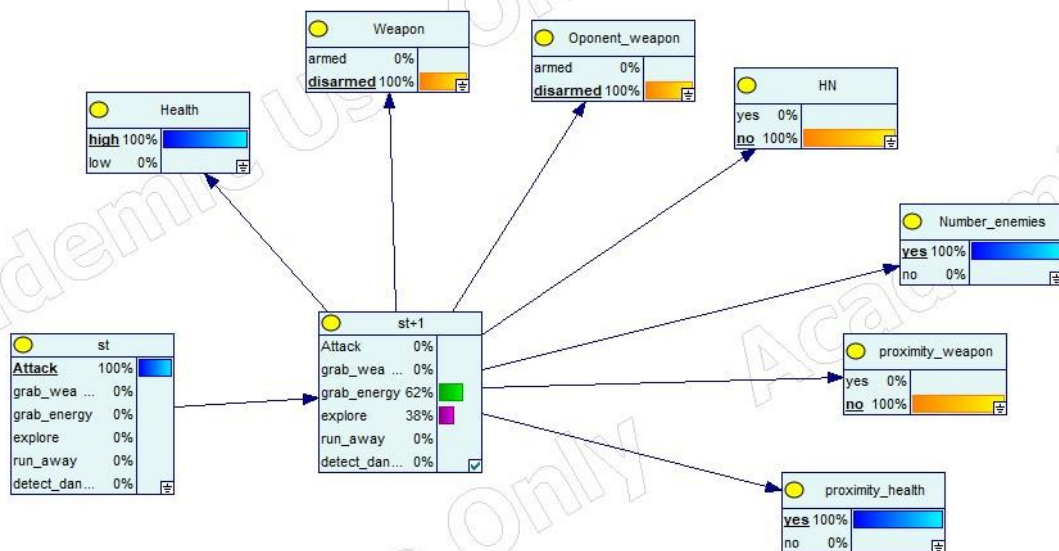 Weapon
armed 0%
disarmed 100%
Oponent_weapon
armed 0%
disarmed 100%
HN
yes 0%
no 100%
Health
high 100%
low 0%
Number_enemies
yes 100%
no 0%
st
Attack 100%
grab_wea ... 0%
grab_energy 0%
explore 0%
run_away 0%
detect_dan... 0%
st+1
Attack 0%
grab_wea ... 0%
grab_energy 62%
explore 38%
run_away 0%
detect_dan... 0%
proximity_weapon
yes 0%
no 100%
proximity_health
yes 100%
no 0%
Only